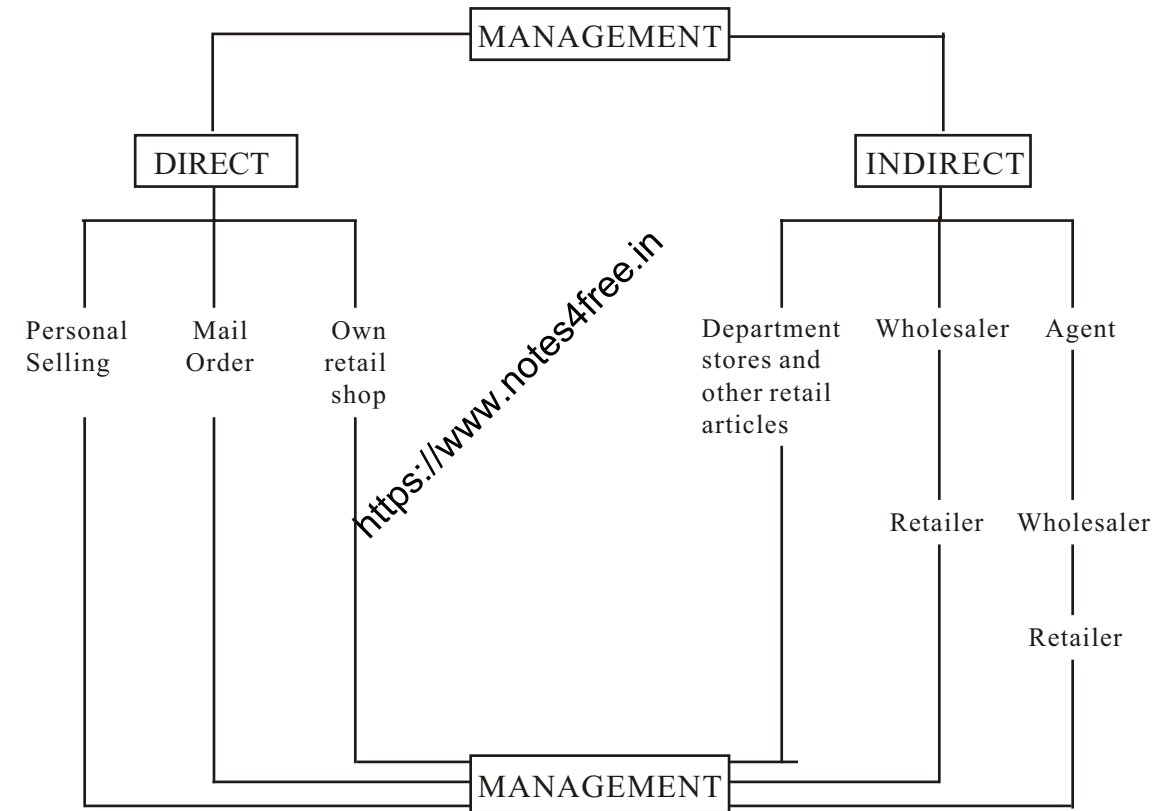 MANAGEMENT
DIRECT
INDIRECT
Personal
Selling
Mail
Order
Own
retail
shop
Department
stores and
other retail
articles
Wholesaler
Agent
https://www.notes4free.in
Retailer
Wholesaler
Retailer
MANAGEMENT